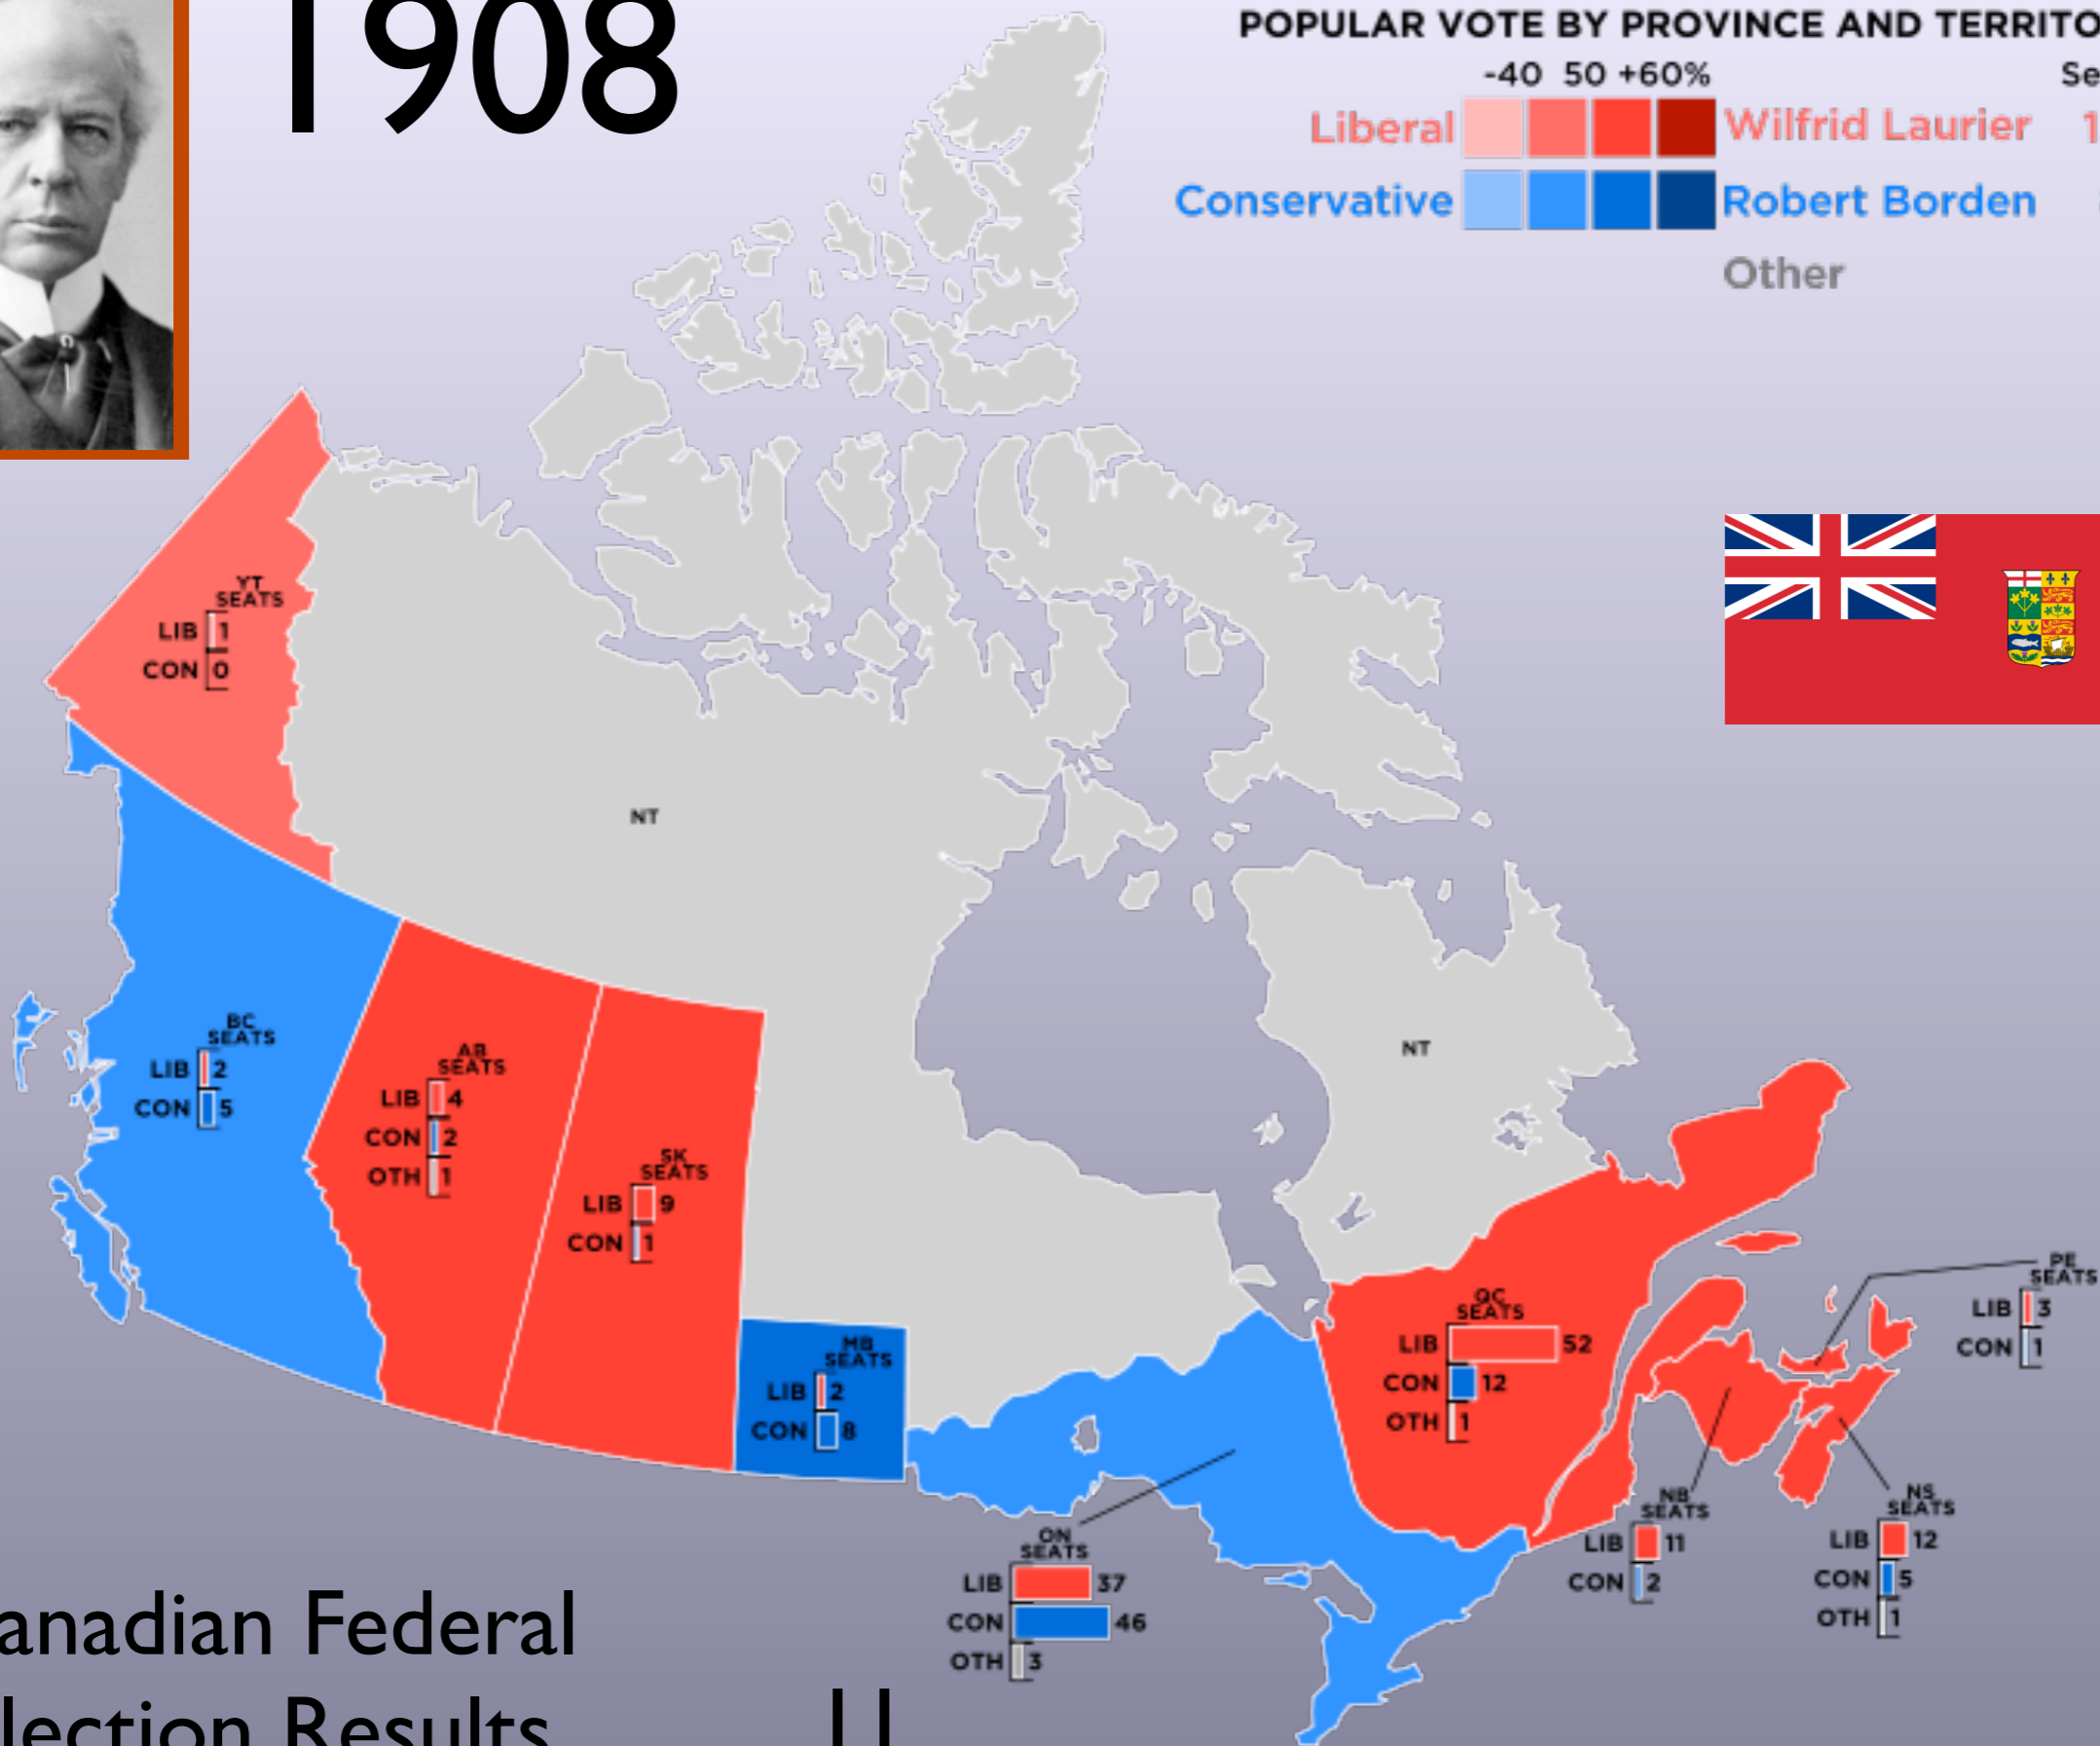 1908
POPULAR VOTE BY PROVINCE AND TERRITO
-40 50 +60% Se
Liberal Wilfrid Laurier 1
Conservative Robert Borden
Other
YT
SEATS
LIB 1
CON 0
NT
BC
SEATS
LIB 2
CON 5
AB
SEATS
LIB 4
CON 2
OTH 1
SK
SEATS
LIB 9
CON 1
MB
SEATS
LIB 2
CON 8
NT
QC
SEATS
LIB 52
CON 12
OTH 1
PE
SEATS
LIB 3
CON 1
ON
SEATS
LIB 37
CON 46
OTH 3
NB
SEATS
LIB 11
CON 2
NS
SEATS
LIB 12
CON 5
OTH 1
anadian Federal
lection Results
11